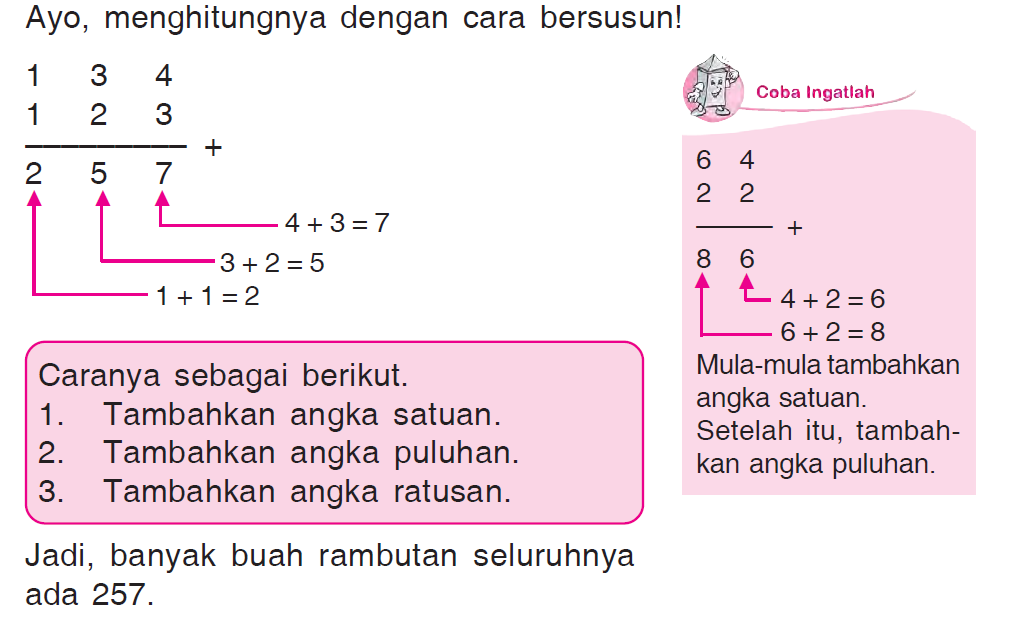 Ayo, menghitungnya dengan cara bersusun!
1 3 4
1 2 3
+
2 5 7
4 + 3 = 7
3 + 2 = 5
1 + 1 = 2
Caranya sebagai berikut.
1. Tambahkan angka satuan.
2. Tambahkan angka puluhan.
3. Tambahkan angka ratusan.
Jadi, banyak buah rambutan seluruhnya
ada 257.
Coba Ingatlah
6 4
2 2
+
8 6
4 + 2 = 6
6 + 2 = 8
Mula-mula tambahkan
angka satuan.
Setelah itu, tambah-
kan angka puluhan.